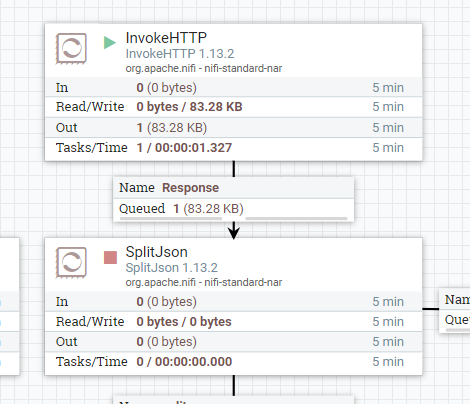 InvokeHTTP
InvokeHTTP 1.13.2
org.apache.nifi - nifi-standard-nar
In 0 (0 bytes) 5 min
Read/Write 0 bytes / 83.28 KB 5 min
Out 1 (83.28 KB) 5 min
Tasks/Time 1 / 00:00:01.327 5 min
Name Response
Queued 1 (83.28 KB)
SplitJson
SplitJson 1.13.2
org.apache.nifi - nifi-standard-nar
In 0 (0 bytes) 5 min
Read/Write 0 bytes / 0 bytes 5 min
Out 0 (0 bytes) 5 min
Tasks/Time 0 / 00:00:00.000 5 min